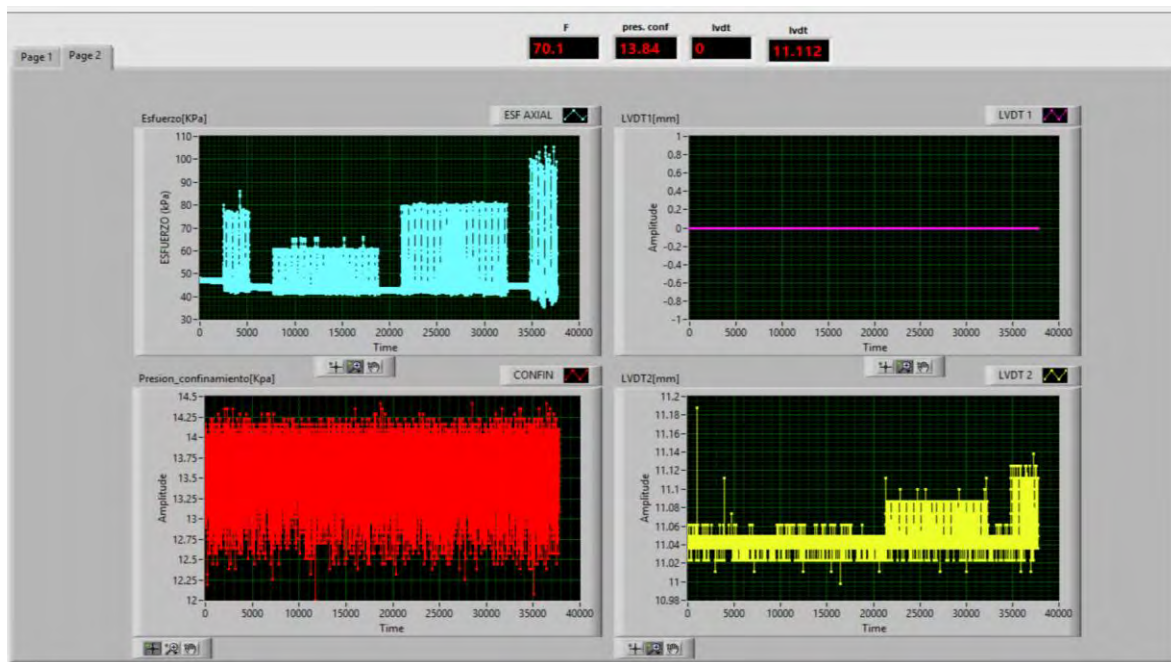 F pres. conf lvdt lvdt
70.1 13.84 0 11.112
Page 1 Page 2
Esfuerzo[KPa] ESF AXIAL
110
100
90
80
70
60
50
40
30
ESFUERZO (kPa)
0 5000 10000 15000 20000 25000 30000 35000 40000
Time
LVDT1[mm] LVDT 1
1
0.8
0.6
0.4
0.2
0
-0.2
-0.4
-0.6
-0.8
-1
Amplitude
0 5000 10000 15000 20000 25000 30000 35000 40000
Time
Presion_confinamiento[Kpa] CONFIN
14.5
14.25
14
13.75
13.5
13.25
13
12.75
12.5
12.25
12
Amplitude
0 5000 10000 15000 20000 25000 30000 35000 40000
Time
LVDT2[mm] LVDT 2
11.2
11.18
11.16
11.14
11.12
11.1
11.08
11.06
11.04
11.02
11
10.98
Amplitude
0 5000 10000 15000 20000 25000 30000 35000 40000
Time